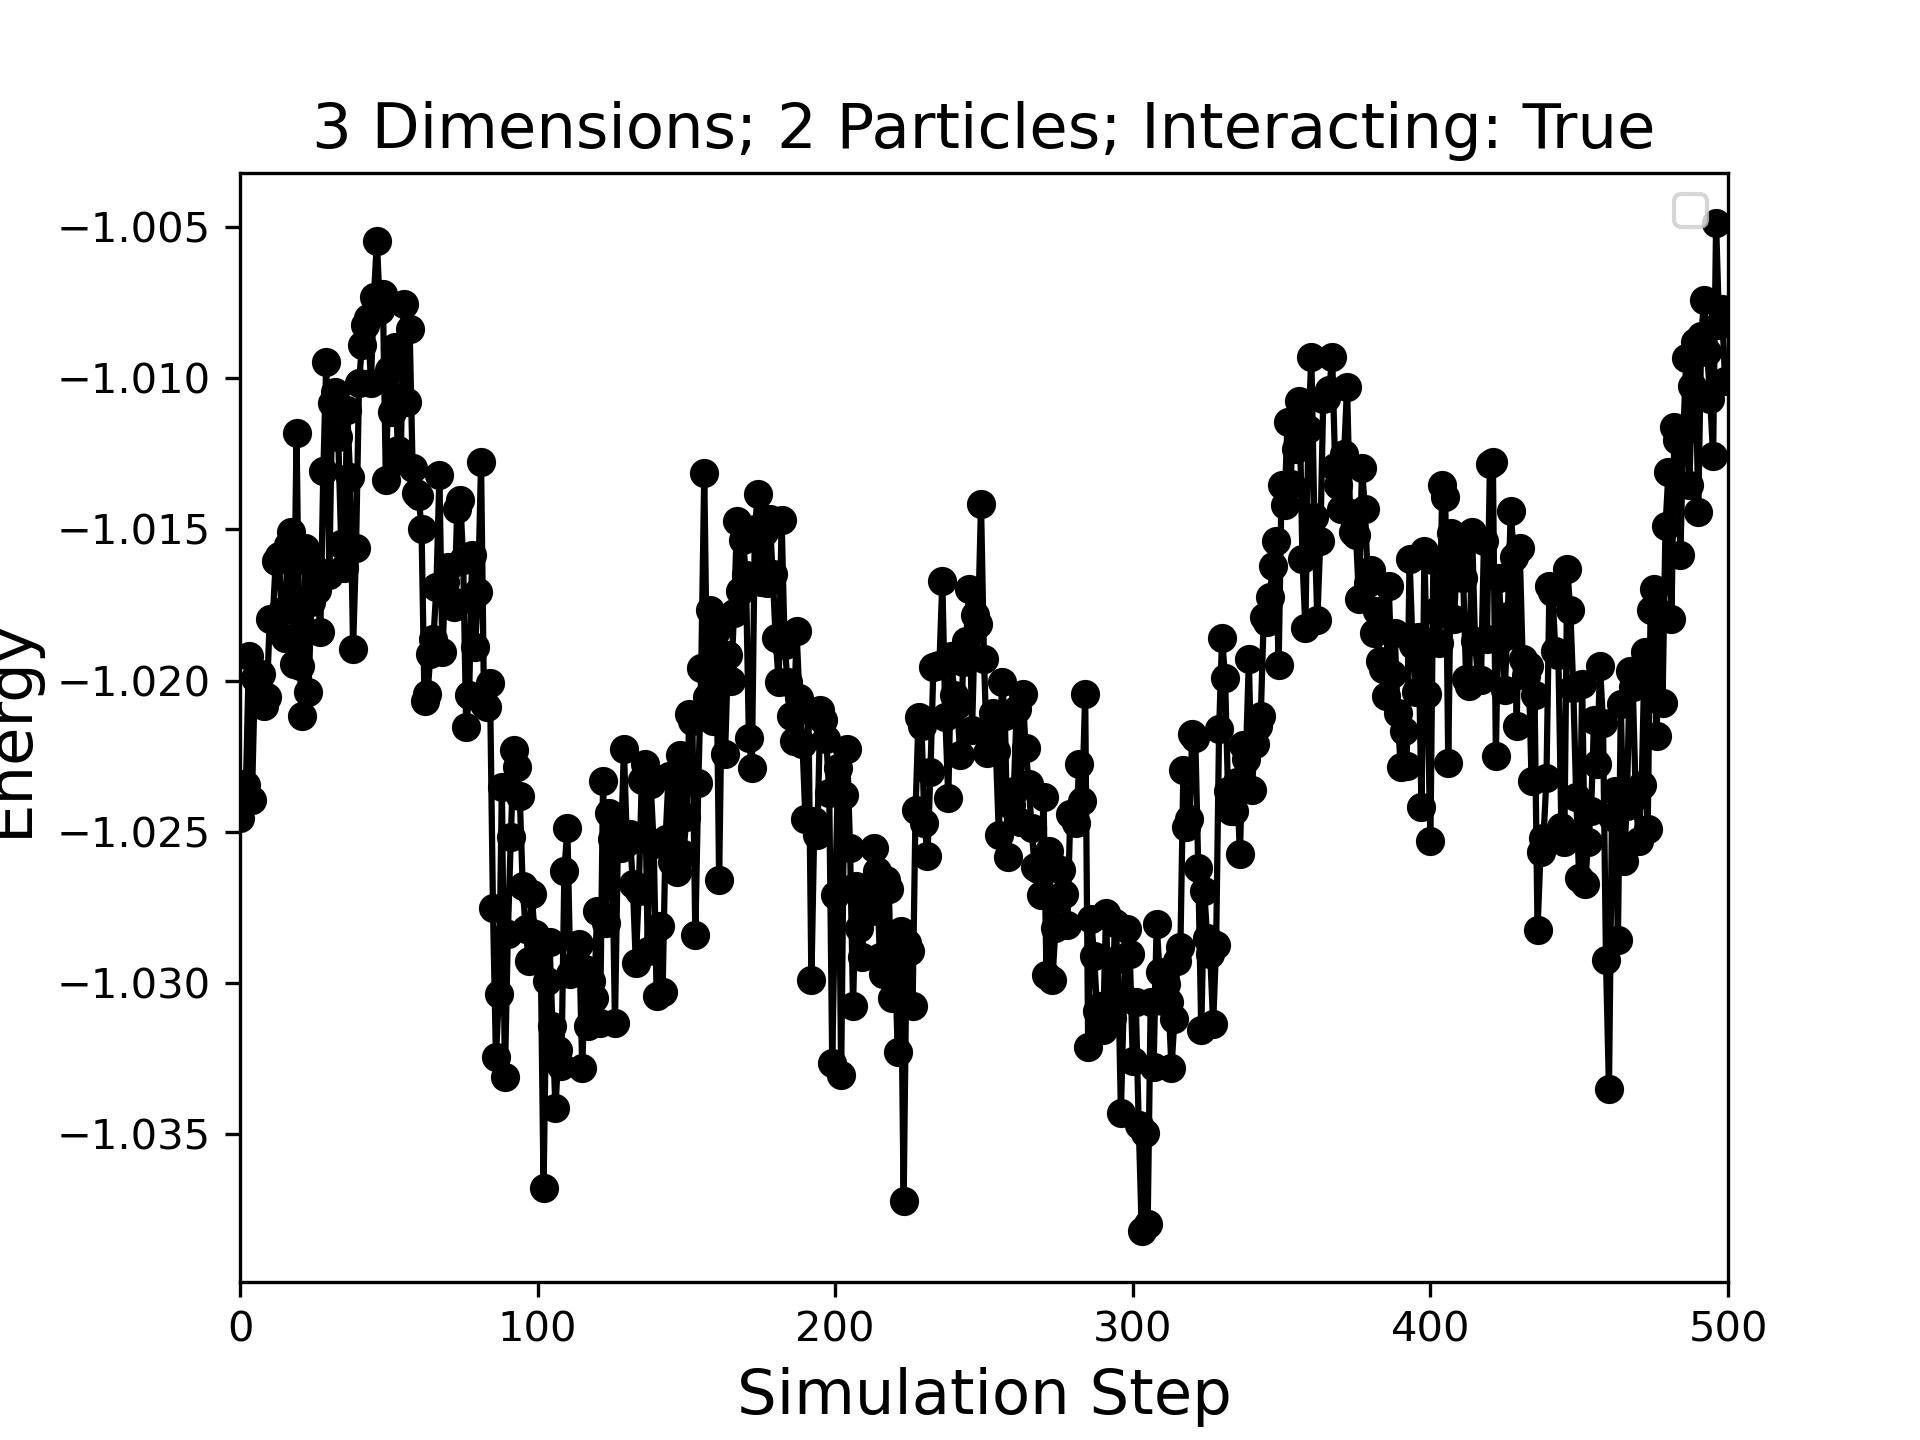 3 Dimensions; 2 Particles; Interacting: True
−1.005
−1.010
−1.015
−1.020
−1.025
−1.030
−1.035
Energy
0 100 200 300 400 500
Simulation Step